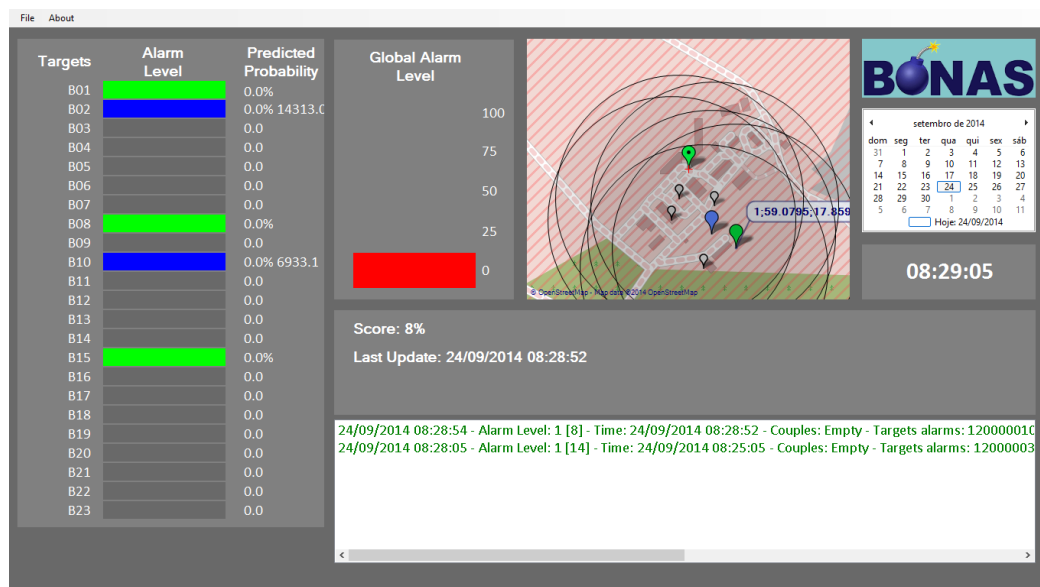 File About
Targets Alarm Level Predicted Probability
B01 0.0%
B02 0.0% 14313.0
B03 0.0
B04 0.0
B05 0.0
B06 0.0
B07 0.0
B08 0.0%
B09 0.0
B10 0.0% 6933.1
B11 0.0
B12 0.0
B13 0.0
B14 0.0
B15 0.0%
B16 0.0
B17 0.0
B18 0.0
B19 0.0
B20 0.0
B21 0.0
B22 0.0
B23 0.0
Global Alarm
Level
100
75
50
25
0
1;59.0795;17.859
© OpenStreetMap - Map data ©2014 OpenStreetMap
BONAS
setembro de 2014
dom seg ter qua qui sex sáb
31 1 2 3 4 5 6
7 8 9 10 11 12 13
14 15 16 17 18 19 20
21 22 23 24 25 26 27
28 29 30 1 2 3 4
5 6 7 8 9 10 11
Hoje: 24/09/2014
08:29:05
Score: 8%
Last Update: 24/09/2014 08:28:52
24/09/2014 08:28:54 - Alarm Level: 1 [8] - Time: 24/09/2014 08:28:52 - Couples: Empty - Targets alarms: 12000001
24/09/2014 08:28:05 - Alarm Level: 1 [14] - Time: 24/09/2014 08:25:05 - Couples: Empty - Targets alarms: 12000003